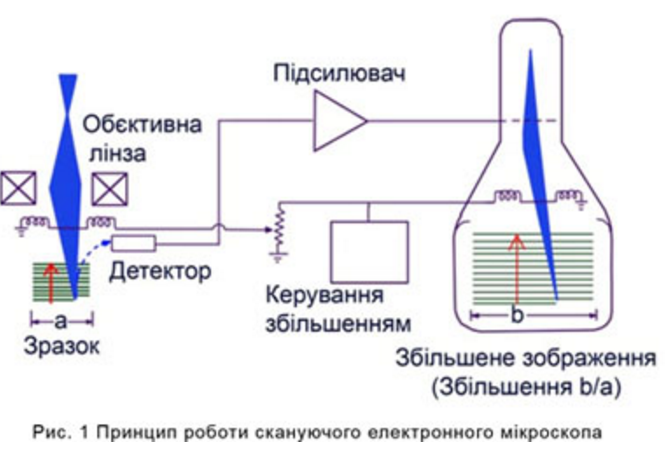 Підсилювач
Обєктивна
лінза
Детектор
a
Зразок
Керування
збільшенням
b
Збільшене зображення
(Збільшення b/a)
Рис. 1 Принцип роботи скануючого електронного мікроскопа